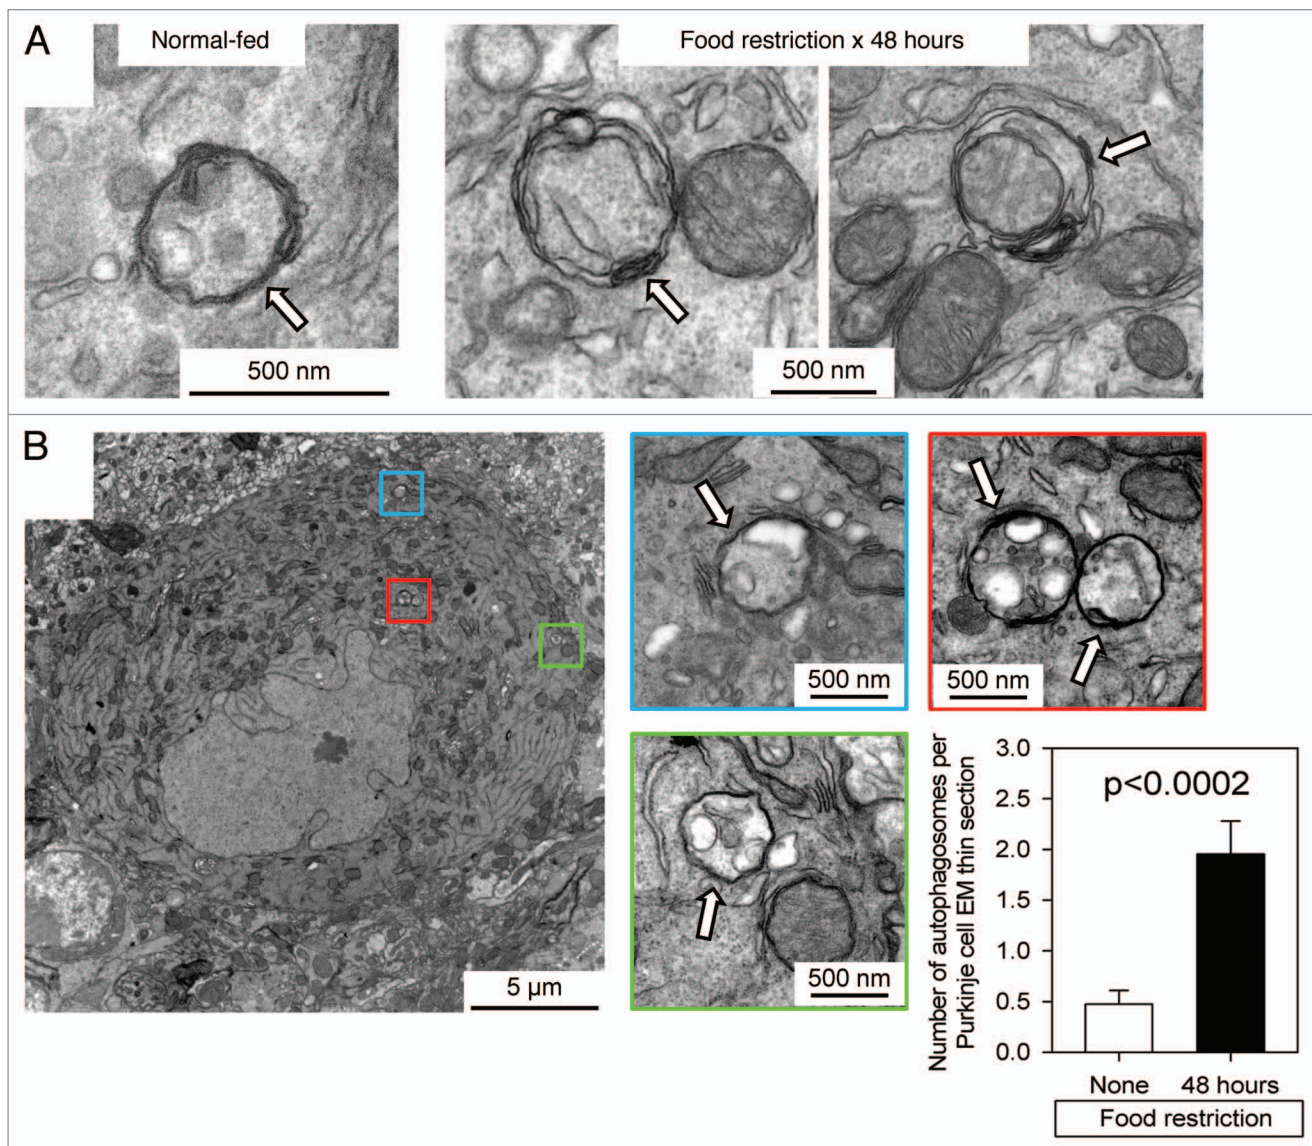 A
Normal-fed
Food restriction x 48 hours
500 nm
500 nm
B
500 nm
500 nm
500 nm
5 µm
Number of autophagosomes per
Purkinje cell EM thin section
3.0
2.5
2.0
1.5
1.0
0.5
0.0
p<0.0002
None
48 hours
Food restriction